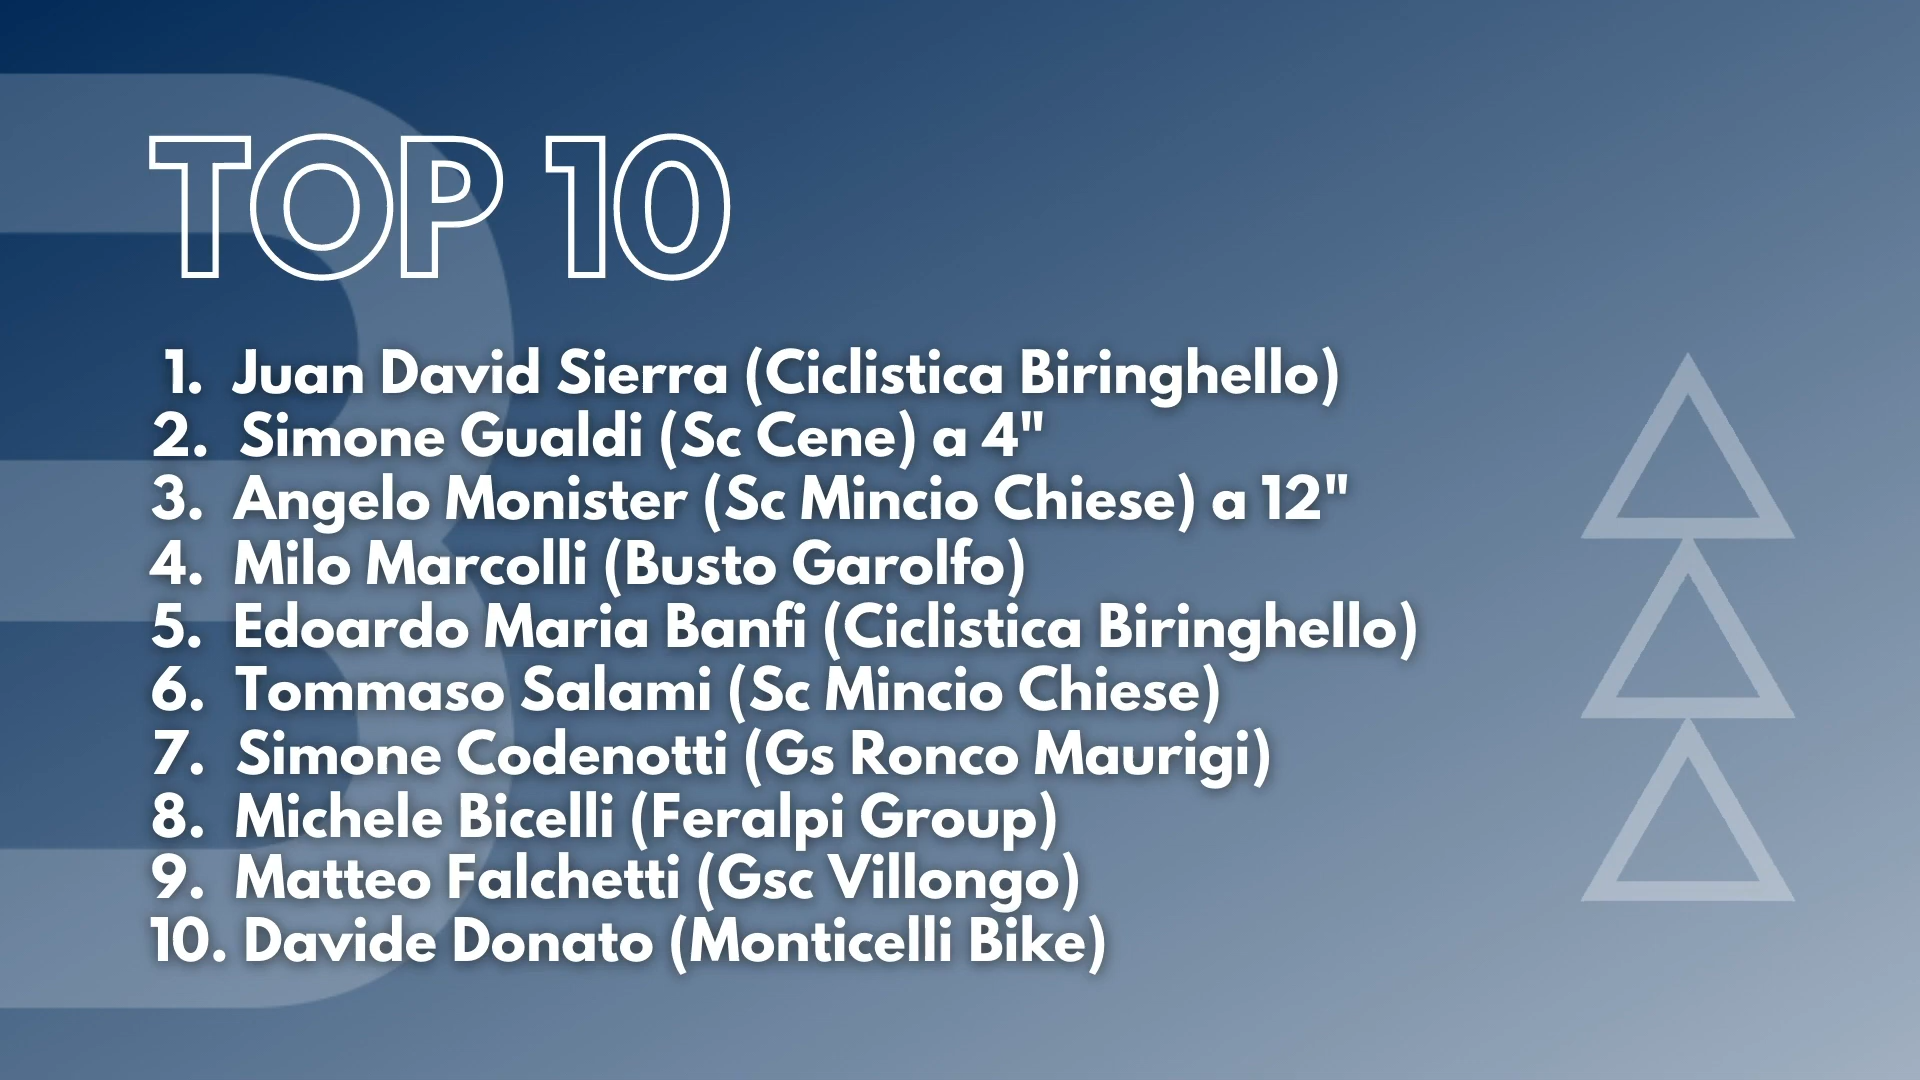 TOP 10
1. Juan David Sierra (Ciclistica Biringhello)
2. Simone Gualdi (Sc Cene) a 4"
3. Angelo Monister (Sc Mincio Chiese) a 12"
4. Milo Marcolli (Busto Garolfo)
5. Edoardo Maria Banfi (Ciclistica Biringhello)
6. Tommaso Salami (Sc Mincio Chiese)
7. Simone Codenotti (Gs Ronco Maurigi)
8. Michele Bicelli (Feralpi Group)
9. Matteo Falchetti (Gsc Villongo)
10. Davide Donato (Monticelli Bike)